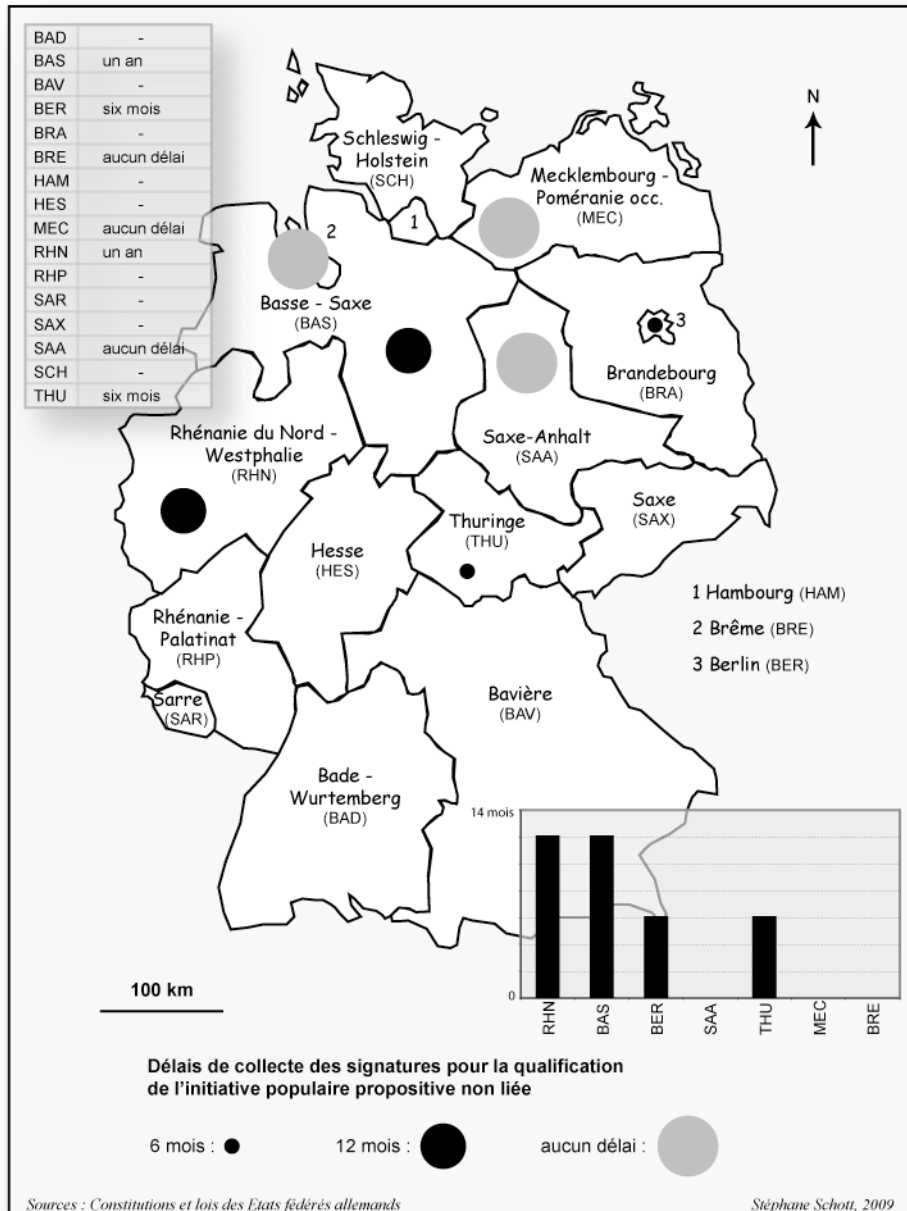 BAD -
BAS un an
BAV -
BER six mois
BRA -
BRE aucun délai
HAM -
HES -
MEC aucun délai
RHN un an
RHP -
SAR -
SAX -
SAA aucun délai
SCH -
THU six mois
N
Schleswig -
Holstein
(SCH)
Mecklembourg -
Poméranie occ.
(MEC)
1
2
Basse - Saxe
(BAS)
3
Brandebourg
(BRA)
Rhénanie du Nord -
Westphalie
(RHN)
Saxe-Anhalt
(SAA)
Saxe
(SAX)
Thuringe
(THU)
Hesse
(HES)
Rhénanie -
Palatinat
(RHP)
Sarre
(SAR)
1 Hambourg (HAM)
2 Brême (BRE)
3 Berlin (BER)
Bavière
(BAV)
Bade -
Wurtemberg
(BAD)
14 mois
0
RHN
BAS
BER
SAA
THU
MEC
BRE
100 km
Délais de collecte des signatures pour la qualification
de l'initiative populaire propositive non liée
6 mois : 12 mois : aucun délai :
Sources : Constitutions et lois des Etats fédérés allemands
Stéphane Schott, 2009